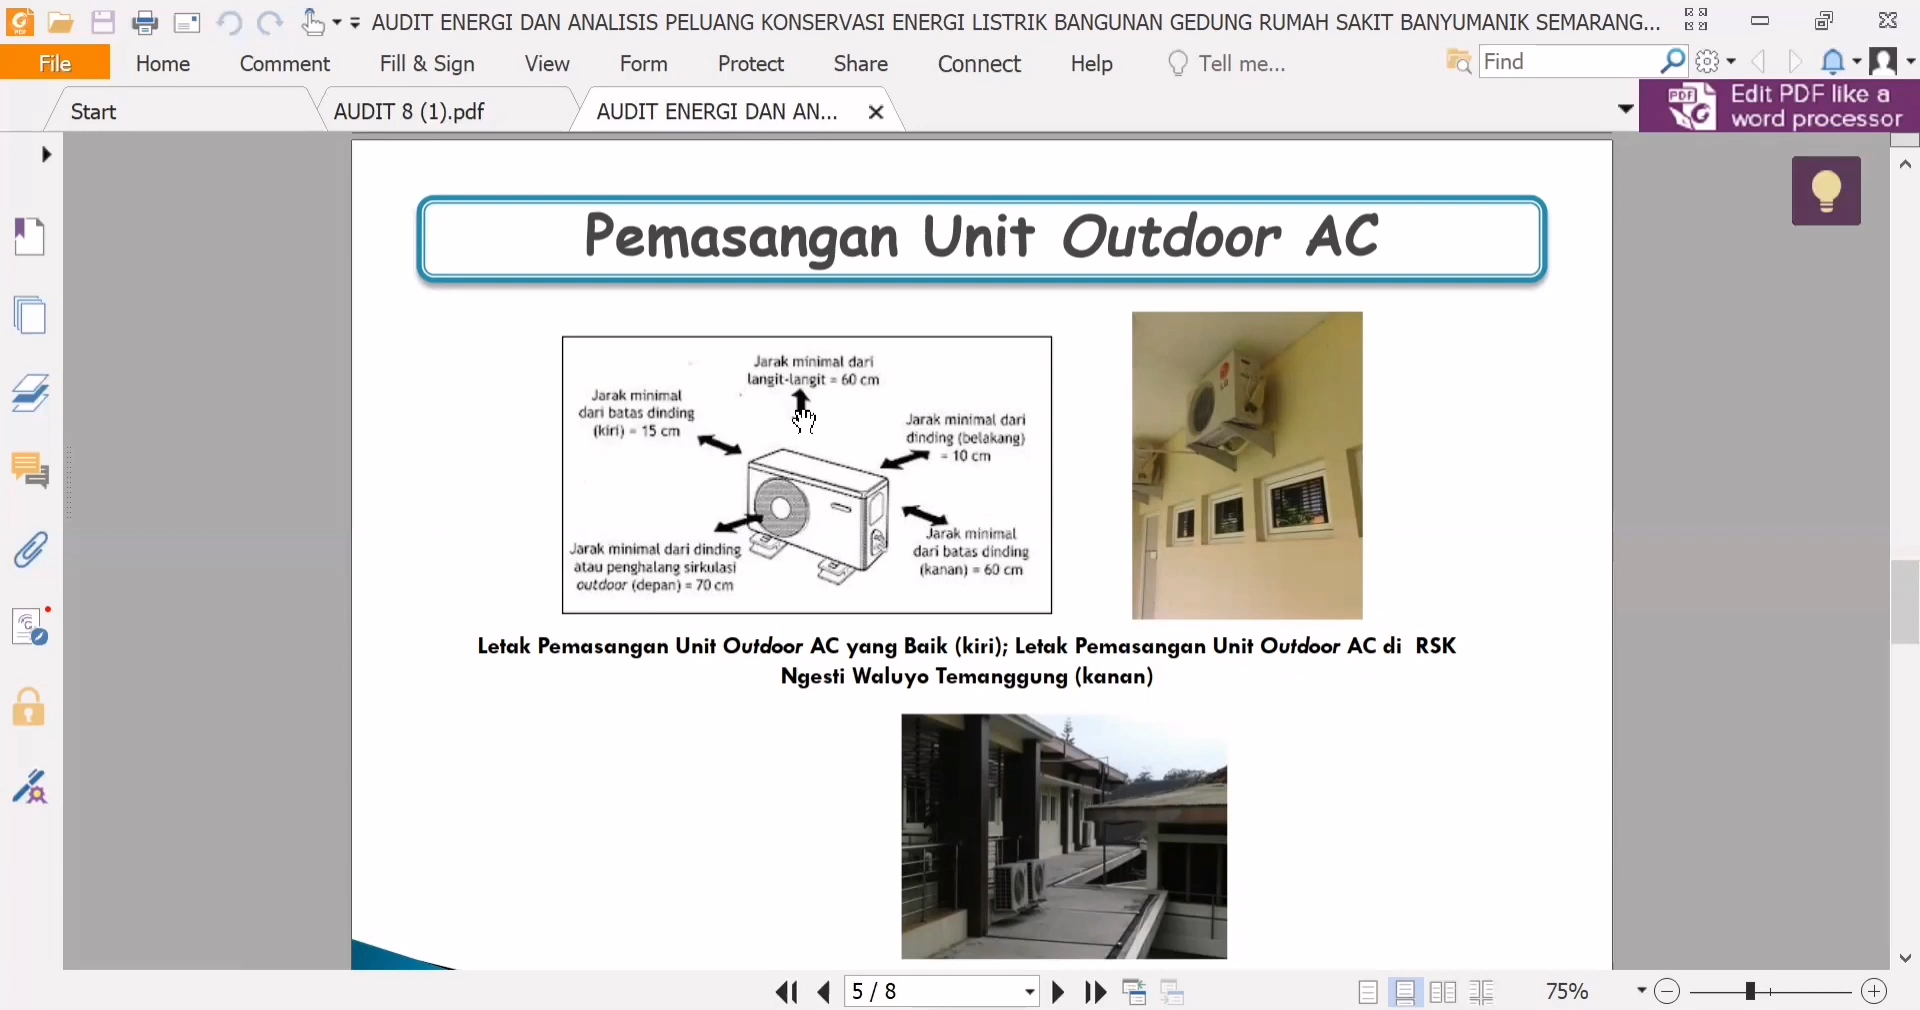 AUDIT ENERGI DAN ANALISIS PELUANG KONSERVASI ENERGI LISTRIK BANGUNAN GEDUNG RUMAH SAKIT BANYUMANIK SEMARANG...
File Home Comment Fill & Sign View Form Protect Share Connect Help Tell me... Find
Start AUDIT 8 (1).pdf AUDIT ENERGI DAN AN...
Edit PDF like a
word processor
Pemasangan Unit Outdoor AC
Jarak minimal dari
langit-langit = 60 cm
Jarak minimal
dari batas dinding
(kiri) = 15 cm
Jarak minimal dari
dinding (belakang)
= 10 cm
Jarak minimal dari dinding
atau penghalang sirkulasi
outdoor (depan) = 70 cm
Jarak minimal
dari batas dinding
(kanan) = 60 cm
LG
Letak Pemasangan Unit Outdoor AC yang Baik (kiri); Letak Pemasangan Unit Outdoor AC di RSK
Ngesti Waluyo Temanggung (kanan)
5 / 8
75%